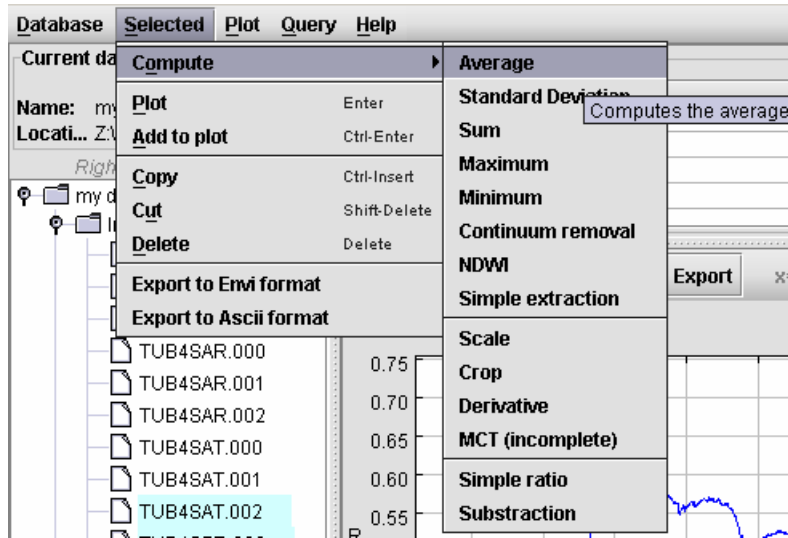 Database Selected Plot Query Help
Current da
Compute
Name: my
Locati... Z:\
Plot Enter
Add to plot Ctrl-Enter
Copy Ctrl-Insert
Cut Shift-Delete
Delete Delete
Export to Envi format
Export to Ascii format
Average
Standard Deviation
Computes the average
Sum
Maximum
Minimum
Continuum removal
NDWI
Simple extraction
Scale
Crop
Derivative
MCT (incomplete)
Simple ratio
Substraction
Export
Righ
my d
TUB4SAR.000
TUB4SAR.001
TUB4SAR.002
TUB4SAT.000
TUB4SAT.001
TUB4SAT.002
0.75
0.70
0.65
0.60
0.55
R